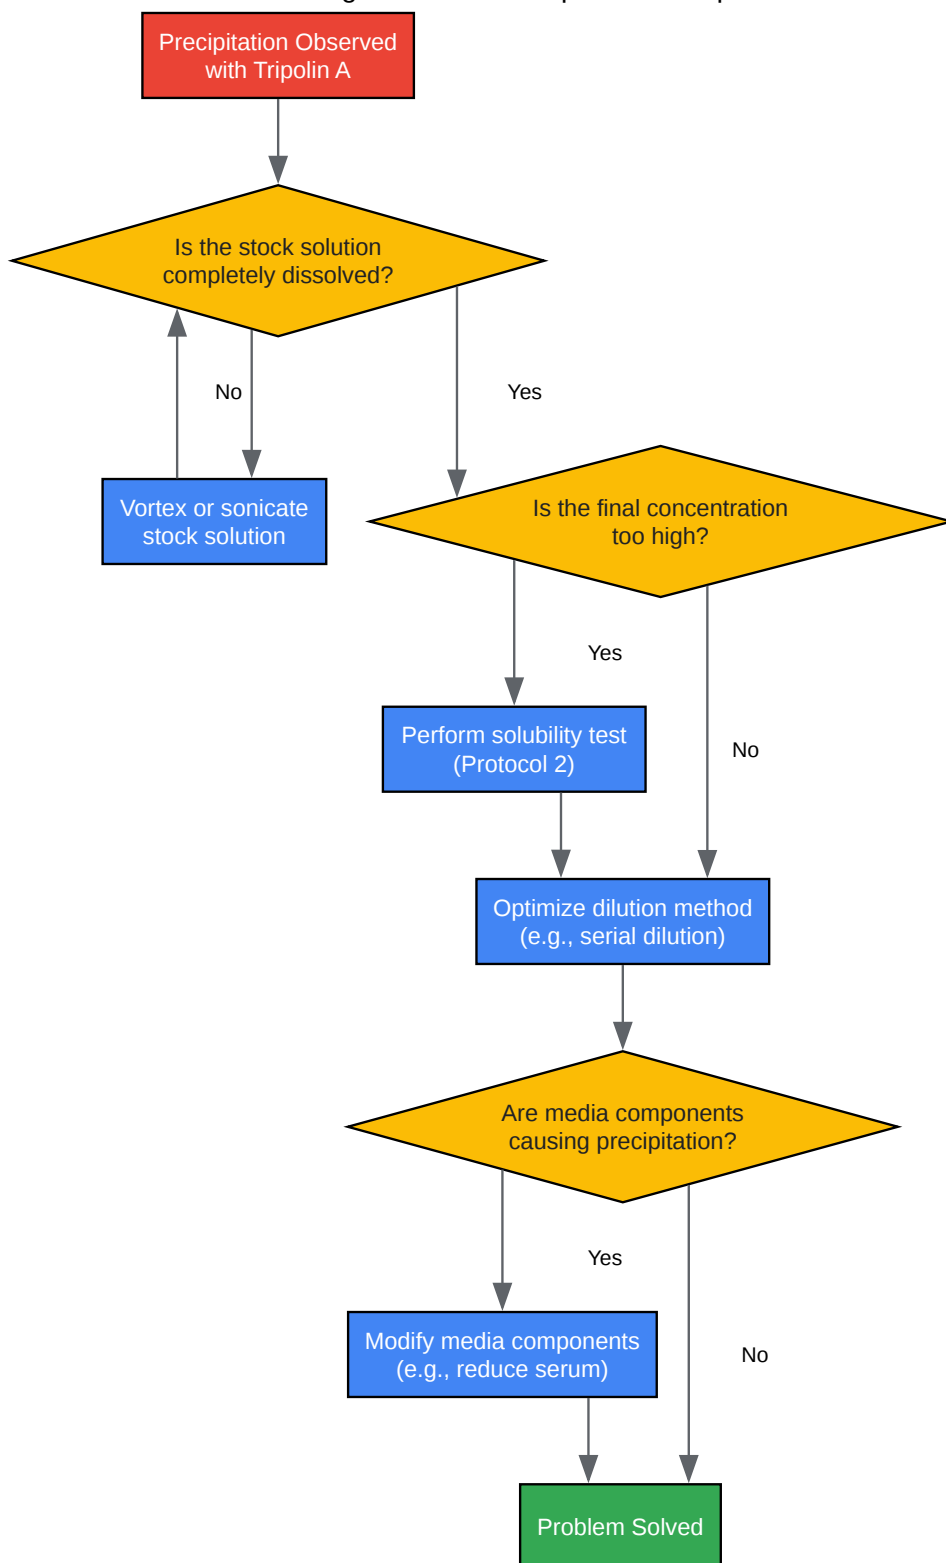 Precipitation Observed
with Tripolin A
Is the stock solution
completely dissolved?
No
Yes
Vortex or sonicate
stock solution
Is the final concentration
too high?
Yes
No
Perform solubility test
(Protocol 2)
Optimize dilution method
(e.g., serial dilution)
Are media components
causing precipitation?
Yes
No
Modify media components
(e.g., reduce serum)
Problem Solved